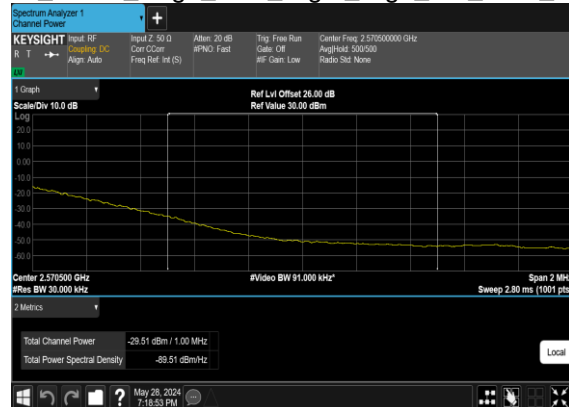 Spectrum Analyzer 1
Channel Power
+
KEYSIGHT Input: RF
R T Coupling: DC
Align: Auto
Input Z: 50 Ω
Corr CCorr
Freq Ref: Int (S)
Atten: 20 dB
#PNO: Fast
Trig: Free Run
Gate: Off
#IF Gain: Low
Center Freq: 2.570500000 GHz
Avg|Hold: 500/500
Radio Std: None
1 Graph
Scale/Div 10.0 dB
Ref Lvl Offset 26.00 dB
Ref Value 30.00 dBm
Log
20.0
10.0
0.00
-10.0
-20.0
-30.0
-40.0
-50.0
-60.0
Center 2.570500 GHz
#Res BW 30.000 kHz
#Video BW 91.000 kHz*
Span 2 MHz
Sweep 2.80 ms (1001 pts
2 Metrics
Total Channel Power -29.51 dBm / 1.00 MHz
Total Power Spectral Density -89.51 dBm/Hz
Local
?
May 28, 2024
7:18:53 PM